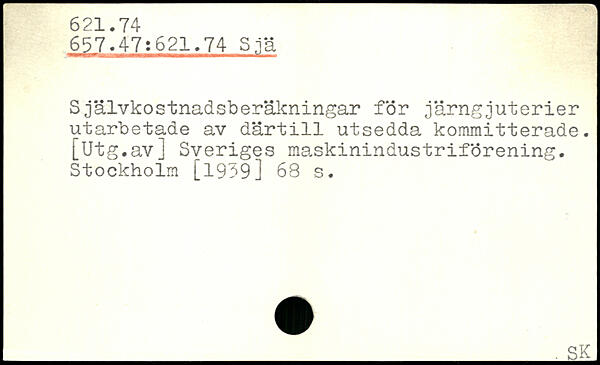 621.74
657.47:621.74 Sjä
Självkostnadsberäkningar för järngjuterier
utarbetade av därtill utsedda kommitterade.
[Utg.av] Sveriges maskinindustriförening.
Stockholm [1939] 68 s.
SK